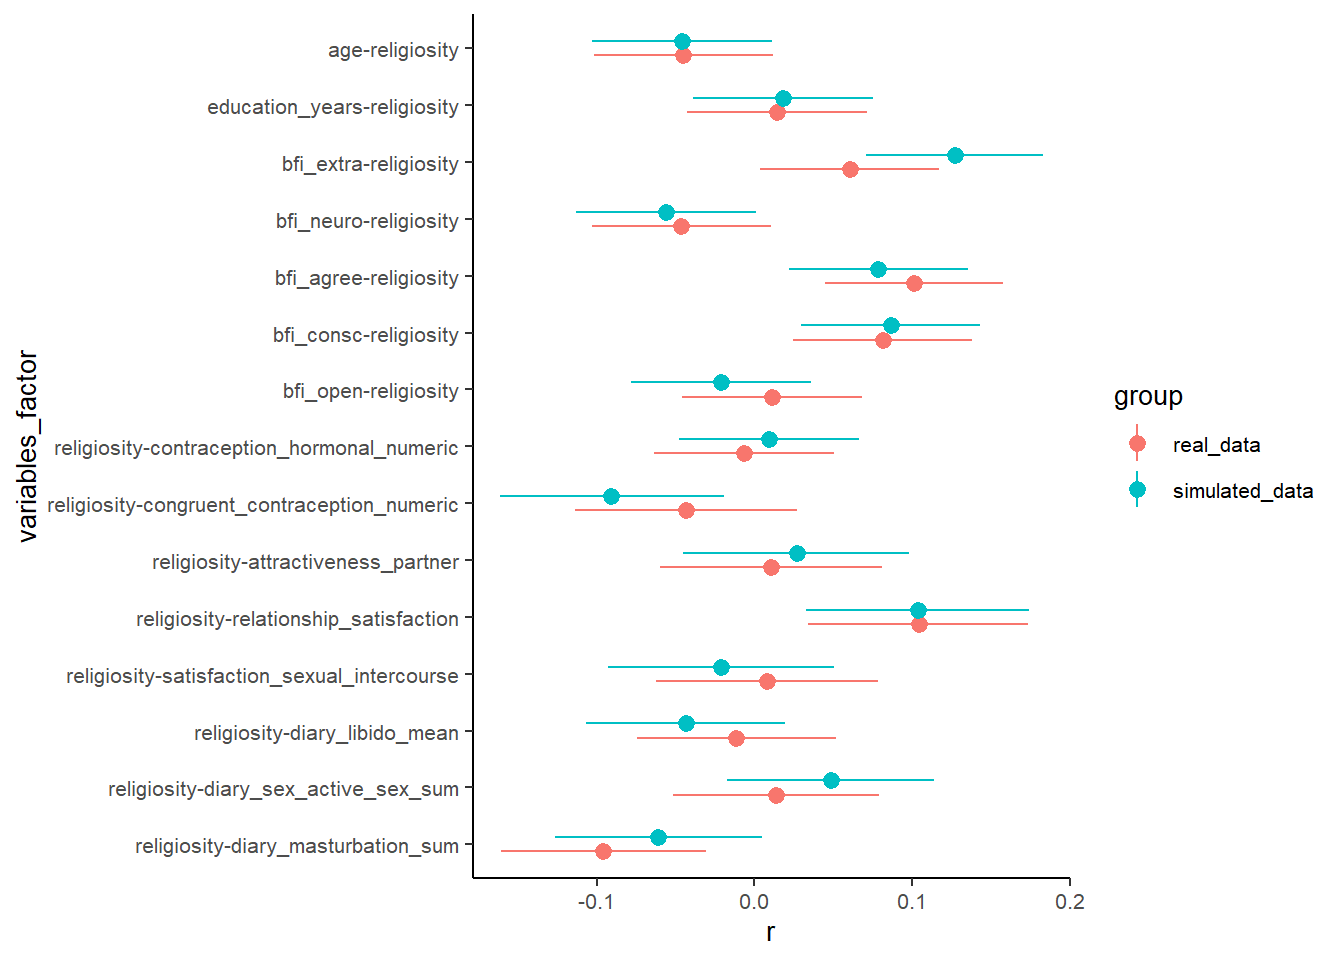 age-religiosity
education_years-religiosity
bfi_extra-religiosity
bfi_neuro-religiosity
bfi_agree-religiosity
bfi_consc-religiosity
bfi_open-religiosity
religiosity-contraception_hormonal_numeric
religiosity-congruent_contraception_numeric
religiosity-attractiveness_partner
religiosity-relationship_satisfaction
religiosity-satisfaction_sexual_intercourse
religiosity-diary_libido_mean
religiosity-diary_sex_active_sex_sum
religiosity-diary_masturbation_sum
variables_factor
-0.1 0.0 0.1 0.2
r
group
real_data
simulated_data